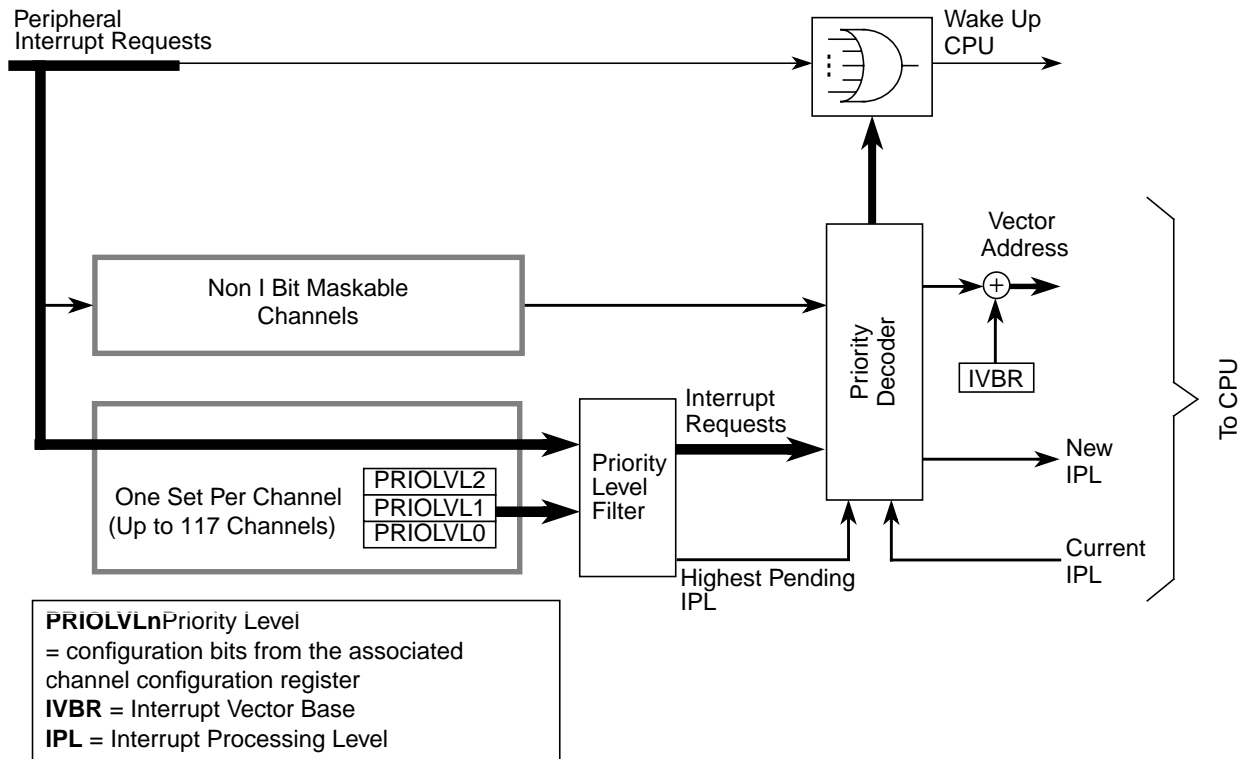 Peripheral
Interrupt Requests
Wake Up
CPU
Vector
Address
Non I Bit Maskable
Channels
Priority
Decoder
IVBR
To CPU
Interrupt
Requests
Priority
Level
Filter
PRIOLVL2
PRIOLVL1
PRIOLVL0
One Set Per Channel
(Up to 117 Channels)
New
IPL
Current
IPL
Highest Pending
IPL
PRIOLVLnPriority Level
= configuration bits from the associated
channel configuration register
IVBR = Interrupt Vector Base
IPL = Interrupt Processing Level